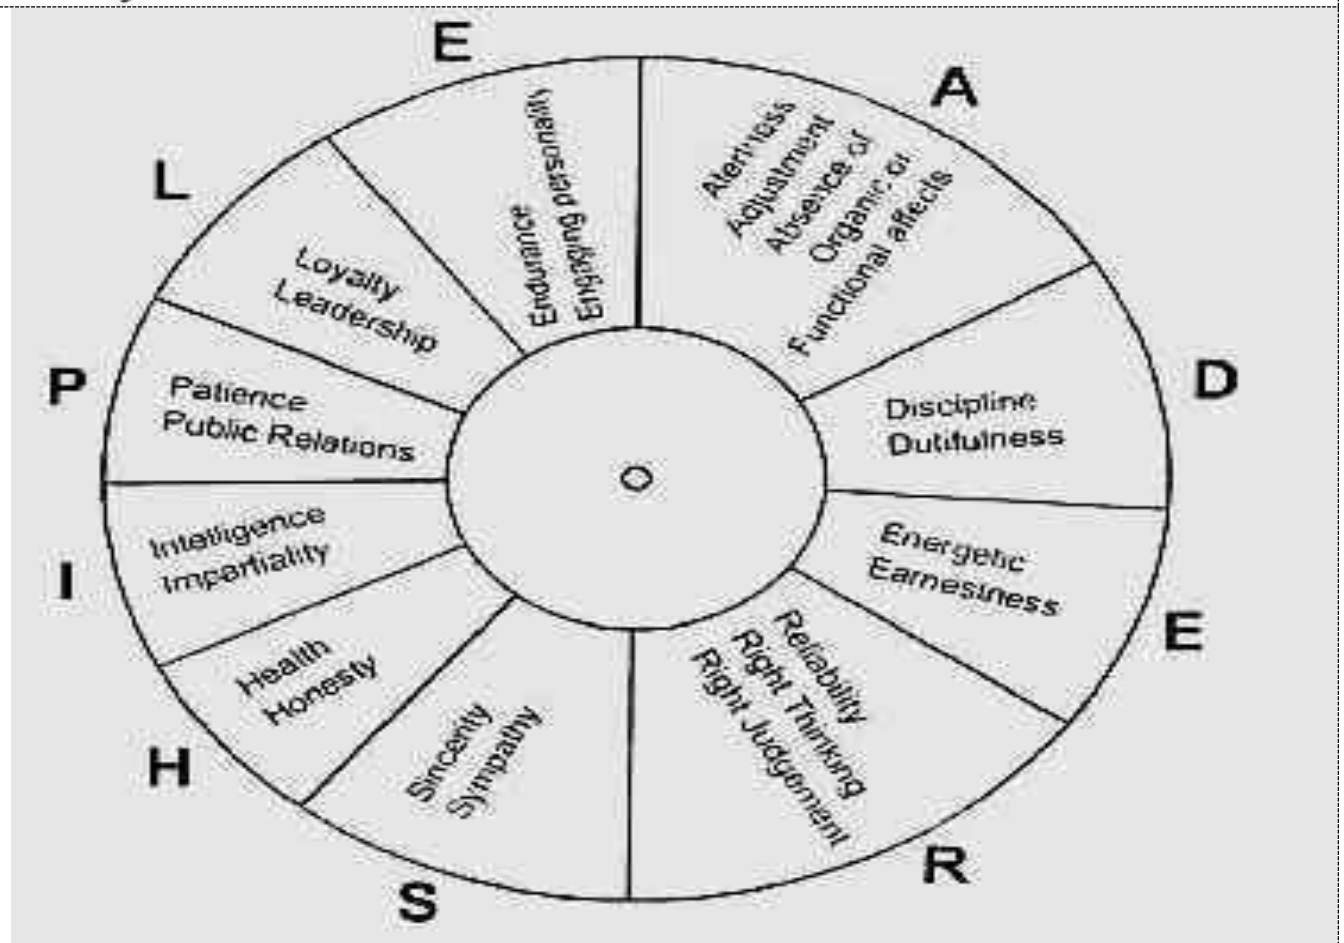 L
Loyalty
Leadership
E
Endurance
Engaging personality
A
Alertness
Adjustment
Absence of
Organic or
Functional affects
D
Discipline
Dutifulness
E
Energetic
Earnestness
R
Reliability
Right Thinking
Right Judgement
S
Sincerity
Sympathy
H
Health
Honesty
I
Intelligence
Impartiality
P
Patience
Public Relations